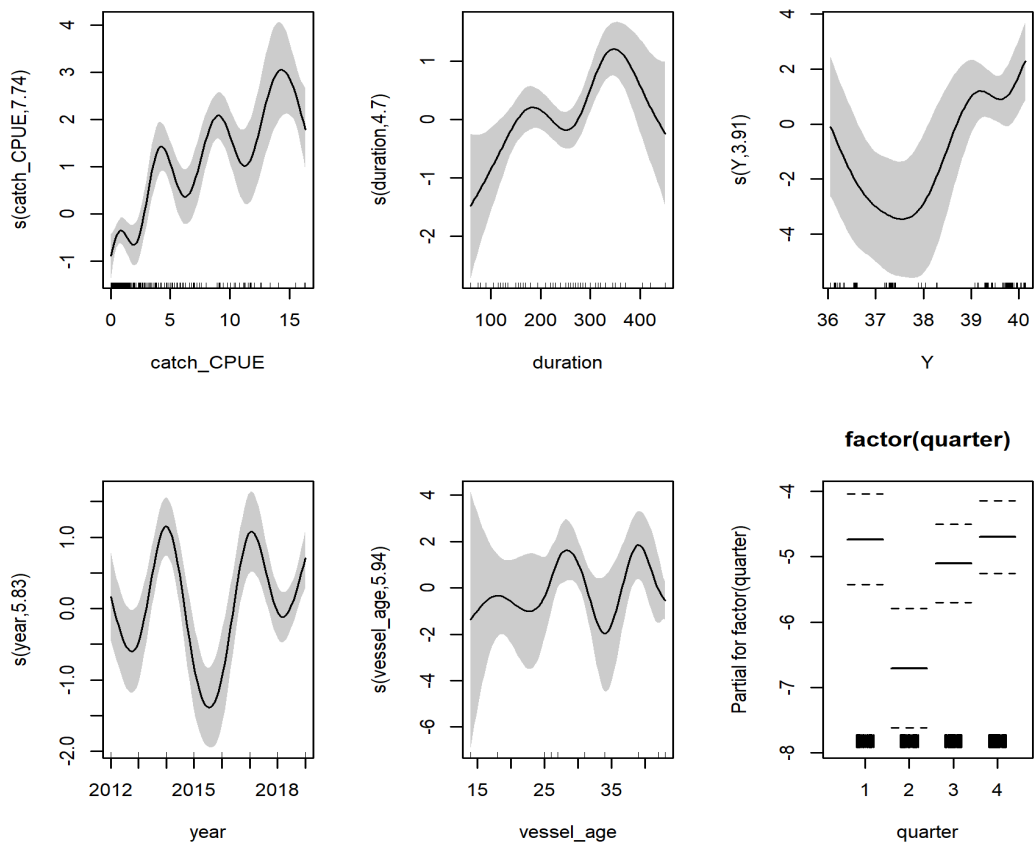 s(catch_CPUE,7.74)
4
3
2
1
0
-1
0 5 10 15
catch_CPUE
s(duration,4.7)
1
0
-1
-2
100 200 300 400
duration
s(Y,3.91)
4
2
0
-2
-4
36 37 38 39 40
Y
s(year,5.83)
1.0
0.0
-1.0
-2.0
2012 2015 2018
year
s(vessel_age,5.94)
4
2
0
-2
-4
-6
15 25 35
vessel_age
factor(quarter)
Partial for factor(quarter)
-4
-5
-6
-7
-8
1 2 3 4
quarter